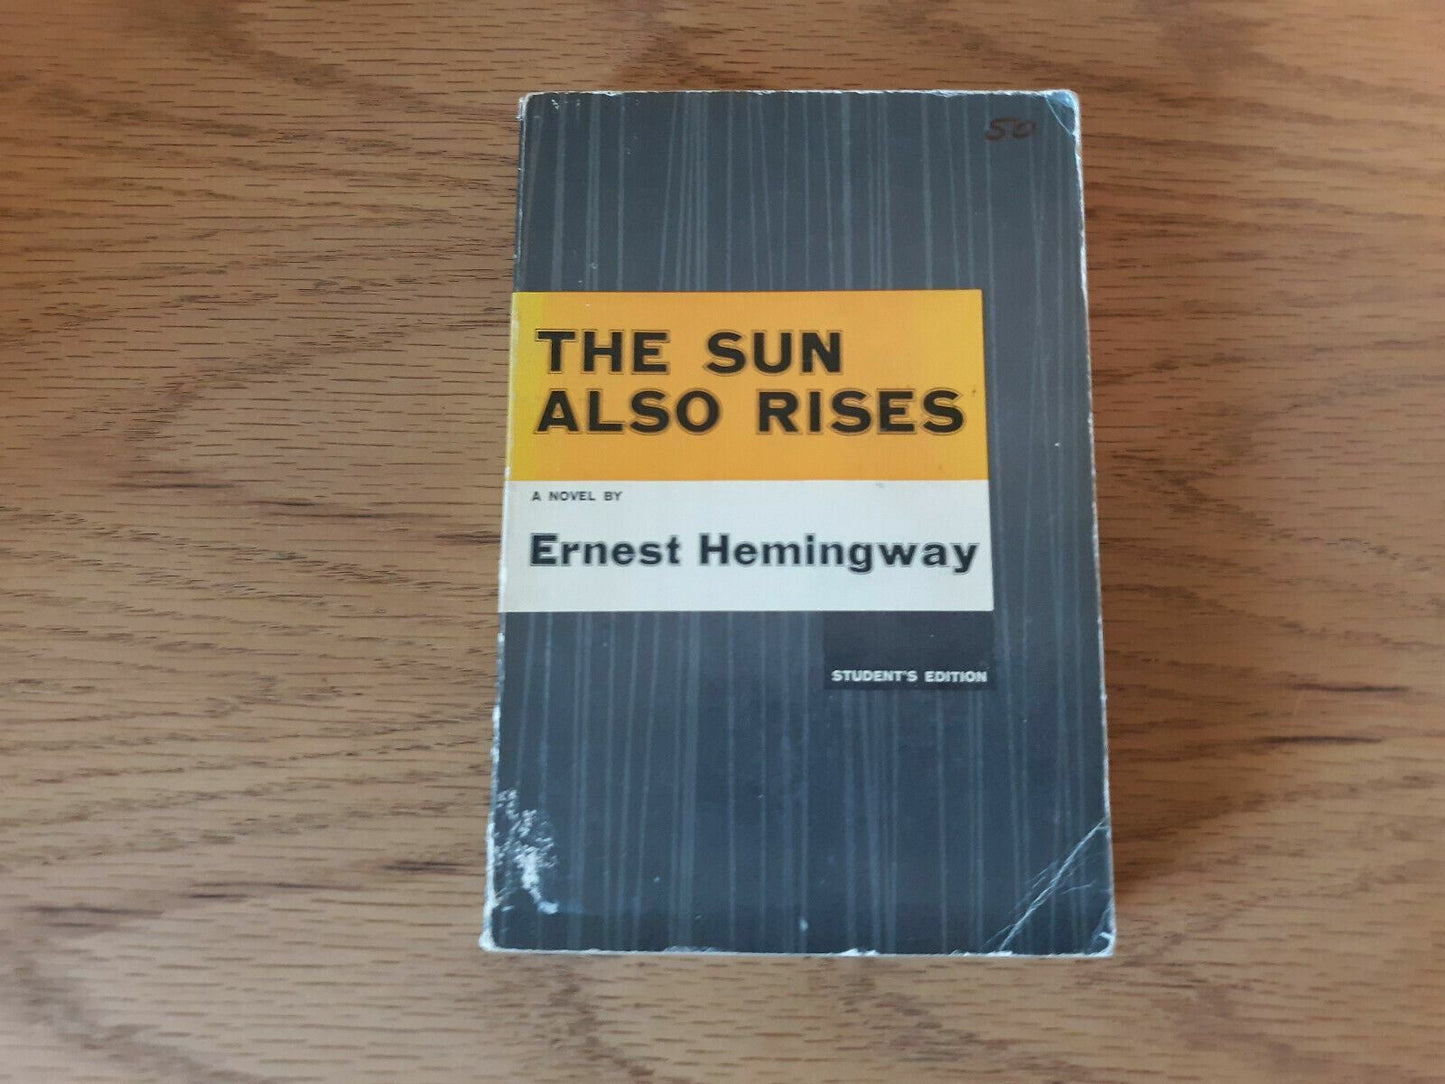 50
THE SUN
ALSO RISES
A NOVEL BY
Ernest Hemingway
STUDENT'S EDITION